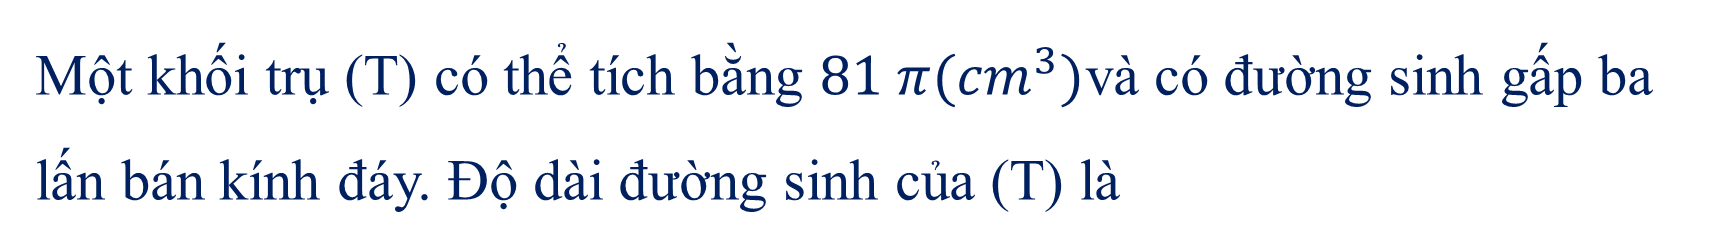 Một khối trụ (T) có thể tích bằng 81 π(cm³)và có đường sinh gấp ba
lấn bán kính đáy. Độ dài đường sinh của (T) là